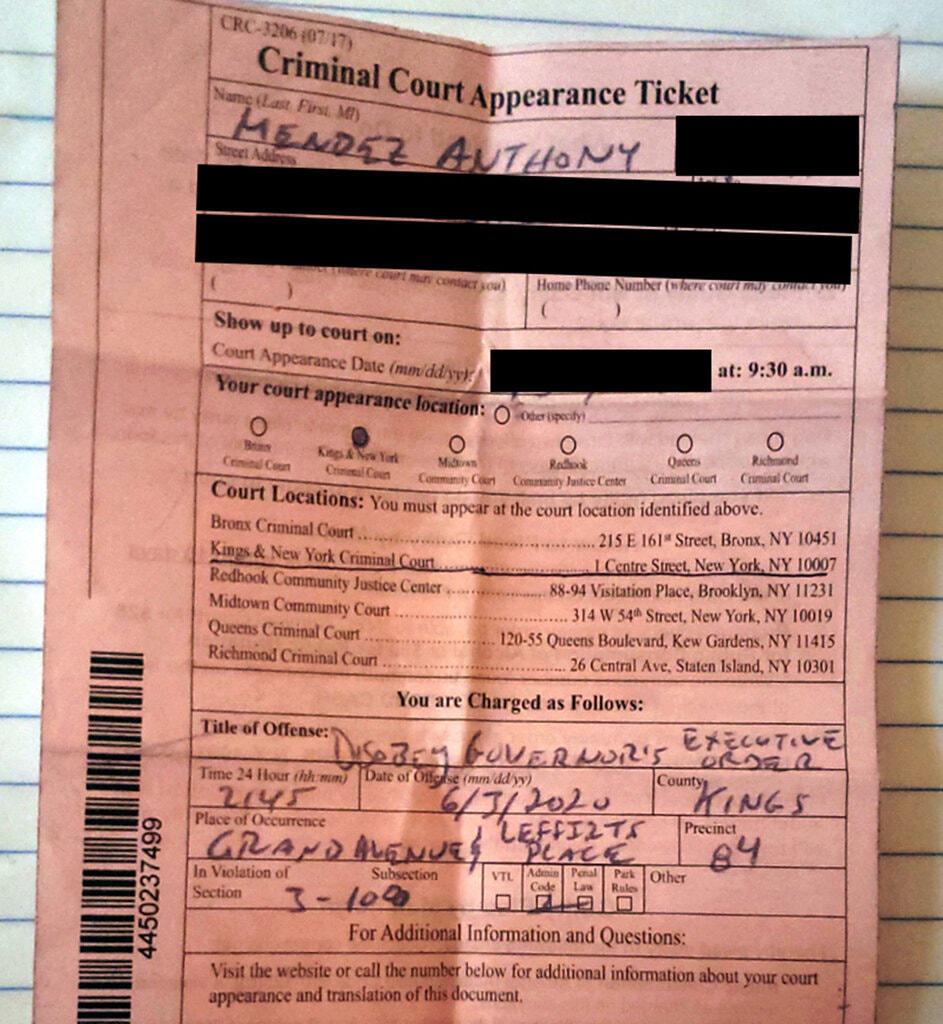 CRC-3206 (07/17)
Criminal Court Appearance Ticket
Name (Last, First, MI)
MENDEZ ANTHONY
Street Address
(where court may contact you)
Home Phone Number (where court may contact you)
( )
( )
Show up to court on:
Court Appearance Date (mm/dd/yy): at: 9:30 a.m.
Your court appearance location: Other (specify)
Bronx Criminal Court
Kings & New York Criminal Court
Midtown Community Court
Redhook Community Justice Center
Queens Criminal Court
Richmond Criminal Court
Court Locations: You must appear at the court location identified above.
Bronx Criminal Court ........ 215 E 161st Street, Bronx, NY 10451
Kings & New York Criminal Court ........ 1 Centre Street, New York, NY 10007
Redhook Community Justice Center ........ 88-94 Visitation Place, Brooklyn, NY 11231
Midtown Community Court ........ 314 W 54th Street, New York, NY 10019
Queens Criminal Court ........ 120-55 Queens Boulevard, Kew Gardens, NY 11415
Richmond Criminal Court ........ 26 Central Ave, Staten Island, NY 10301
You are Charged as Follows:
Title of Offense: DISOBEY GOVERNOR'S EXECUTIVE ORDER
Time 24 Hour (hh:mm) Date of Offense (mm/dd/yy) County
2145 6/3/2020 KINGS
Place of Occurrence Precinct
GRAND AVENUE & LEFFIRTS PLACE 84
In Violation of Section Subsection VTL Admin Code Penal Law Park Rules Other
3-108
For Additional Information and Questions:
Visit the website or call the number below for additional information about your court
appearance and translation of this document.
4450237499